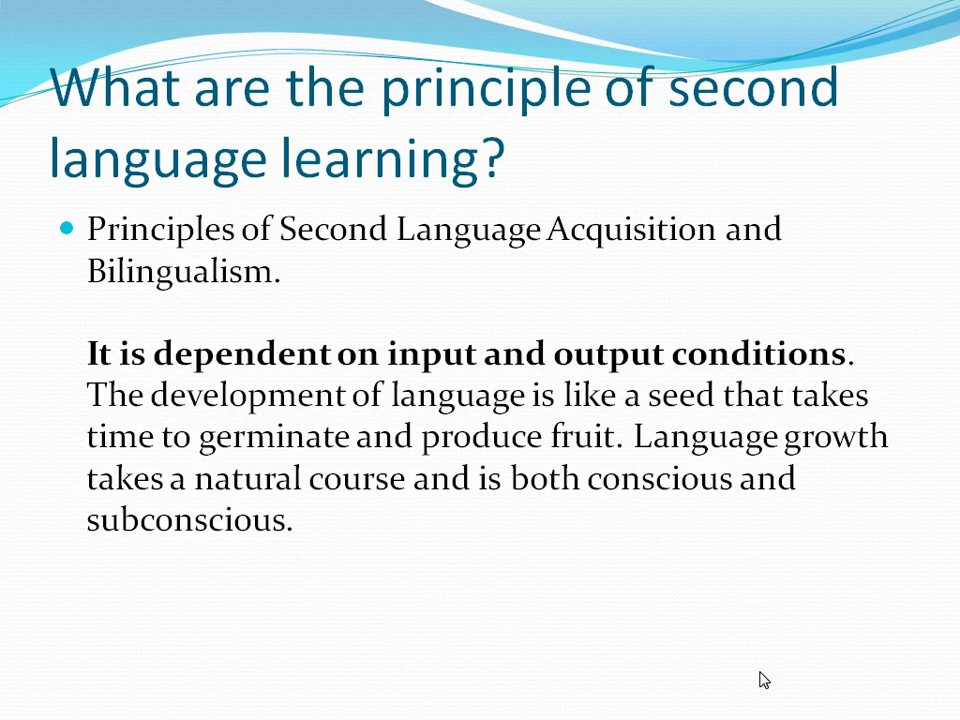 What are the principle of second
language learning?
Principles of Second Language Acquisition and
Bilingualism.
It is dependent on input and output conditions.
The development of language is like a seed that takes
time to germinate and produce fruit. Language growth
takes a natural course and is both conscious and
subconscious.